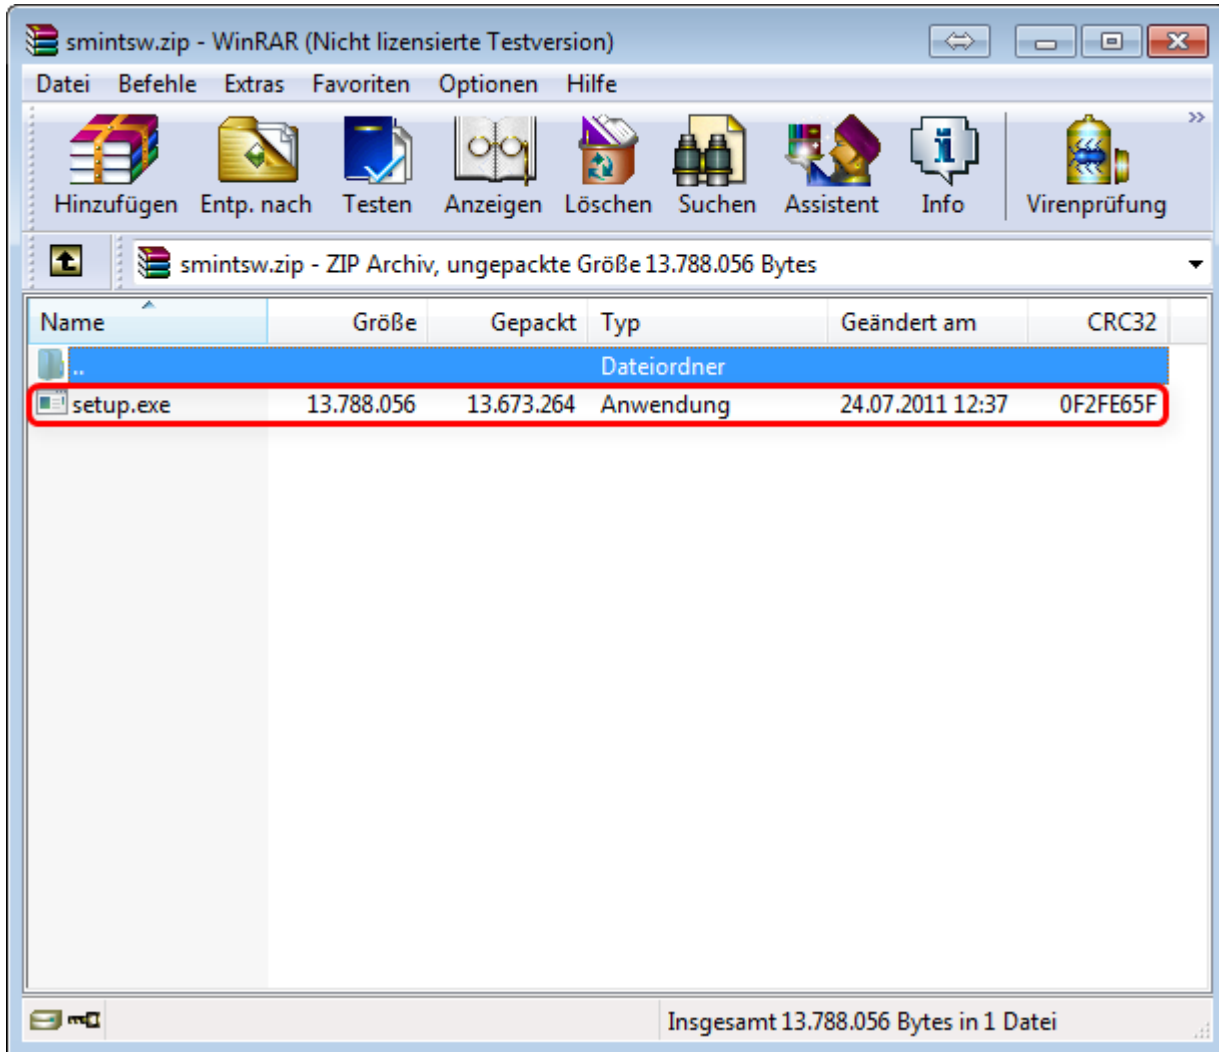 smintsw.zip - WinRAR (Nicht lizensierte Testversion)
Datei Befehle Extras Favoriten Optionen Hilfe
Hinzufügen Entp. nach Testen Anzeigen Löschen Suchen Assistent Info Virenprüfung
smintsw.zip - ZIP Archiv, ungepackte Größe 13.788.056 Bytes
Name Größe Gepackt Typ Geändert am CRC32
.. Dateiordner
setup.exe 13.788.056 13.673.264 Anwendung 24.07.2011 12:37 0F2FE65F
Insgesamt 13.788.056 Bytes in 1 Datei